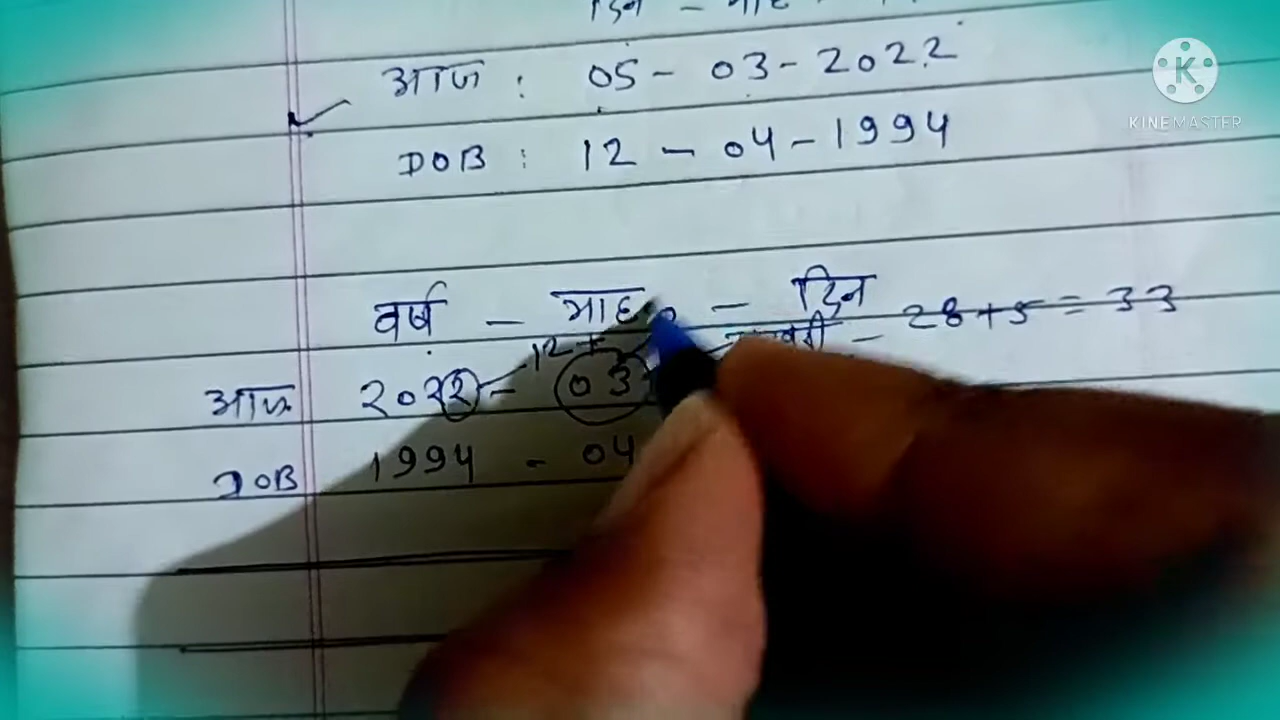 दिन - माह -
आज : 05 - 03 - 2022
DOB : 12 - 04 - 1994
वर्ष - माह - दिन
12+ - 28+5 = 33
आज 2022 - 03
DOB 1994 - 04
K
KINEMASTER